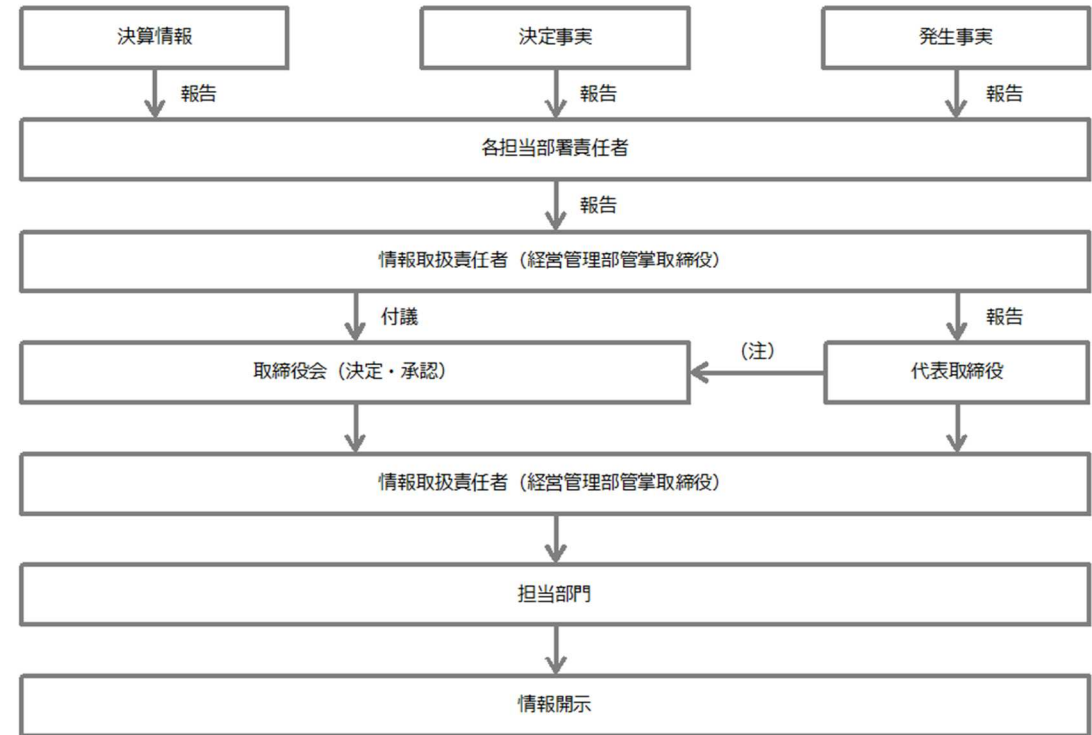 決算情報
決定事実
発生事実
報告
報告
報告
各担当部署責任者
報告
情報取扱責任者（経営管理部管掌取締役）
付議
報告
取締役会（決定・承認）
（注）
代表取締役
情報取扱責任者（経営管理部管掌取締役）
担当部門
情報開示